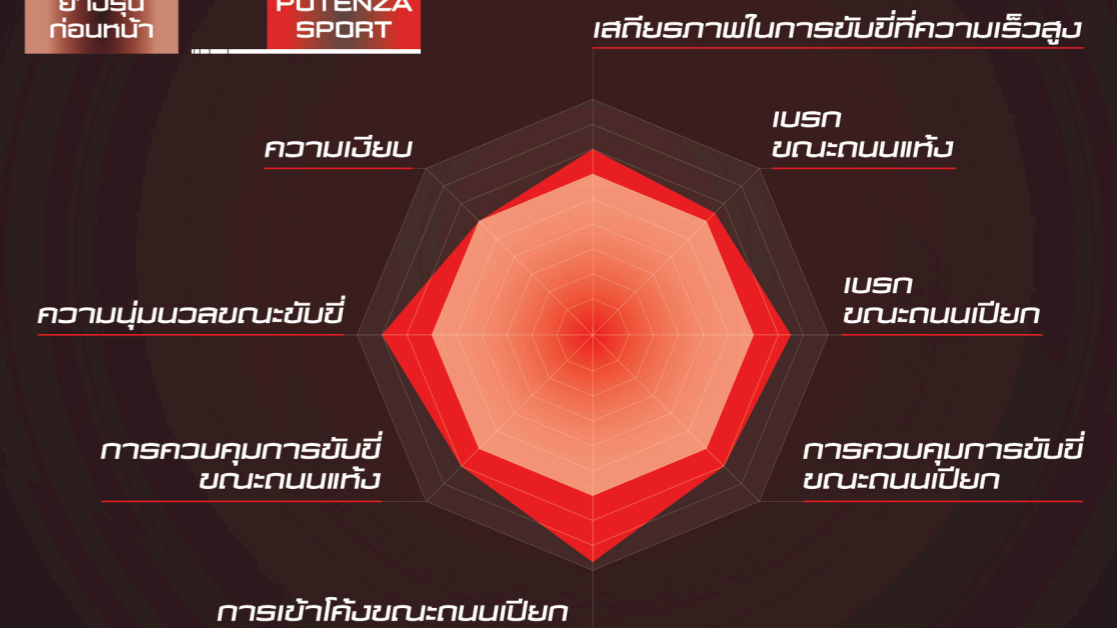 ยางรุ่น
ก่อนหน้า
POTENZA
SPORT
เสถียรภาพในการขับขี่ที่ความเร็วสูง
เบรก
ขณะถนนแห้ง
ความเงียบ
เบรก
ขณะถนนเปียก
ความนุ่มนวลขณะขับขี่
การควบคุมการขับขี่
ขณะถนนแห้ง
การควบคุมการขับขี่
ขณะถนนเปียก
การเข้าโค้งขณะถนนเปียก